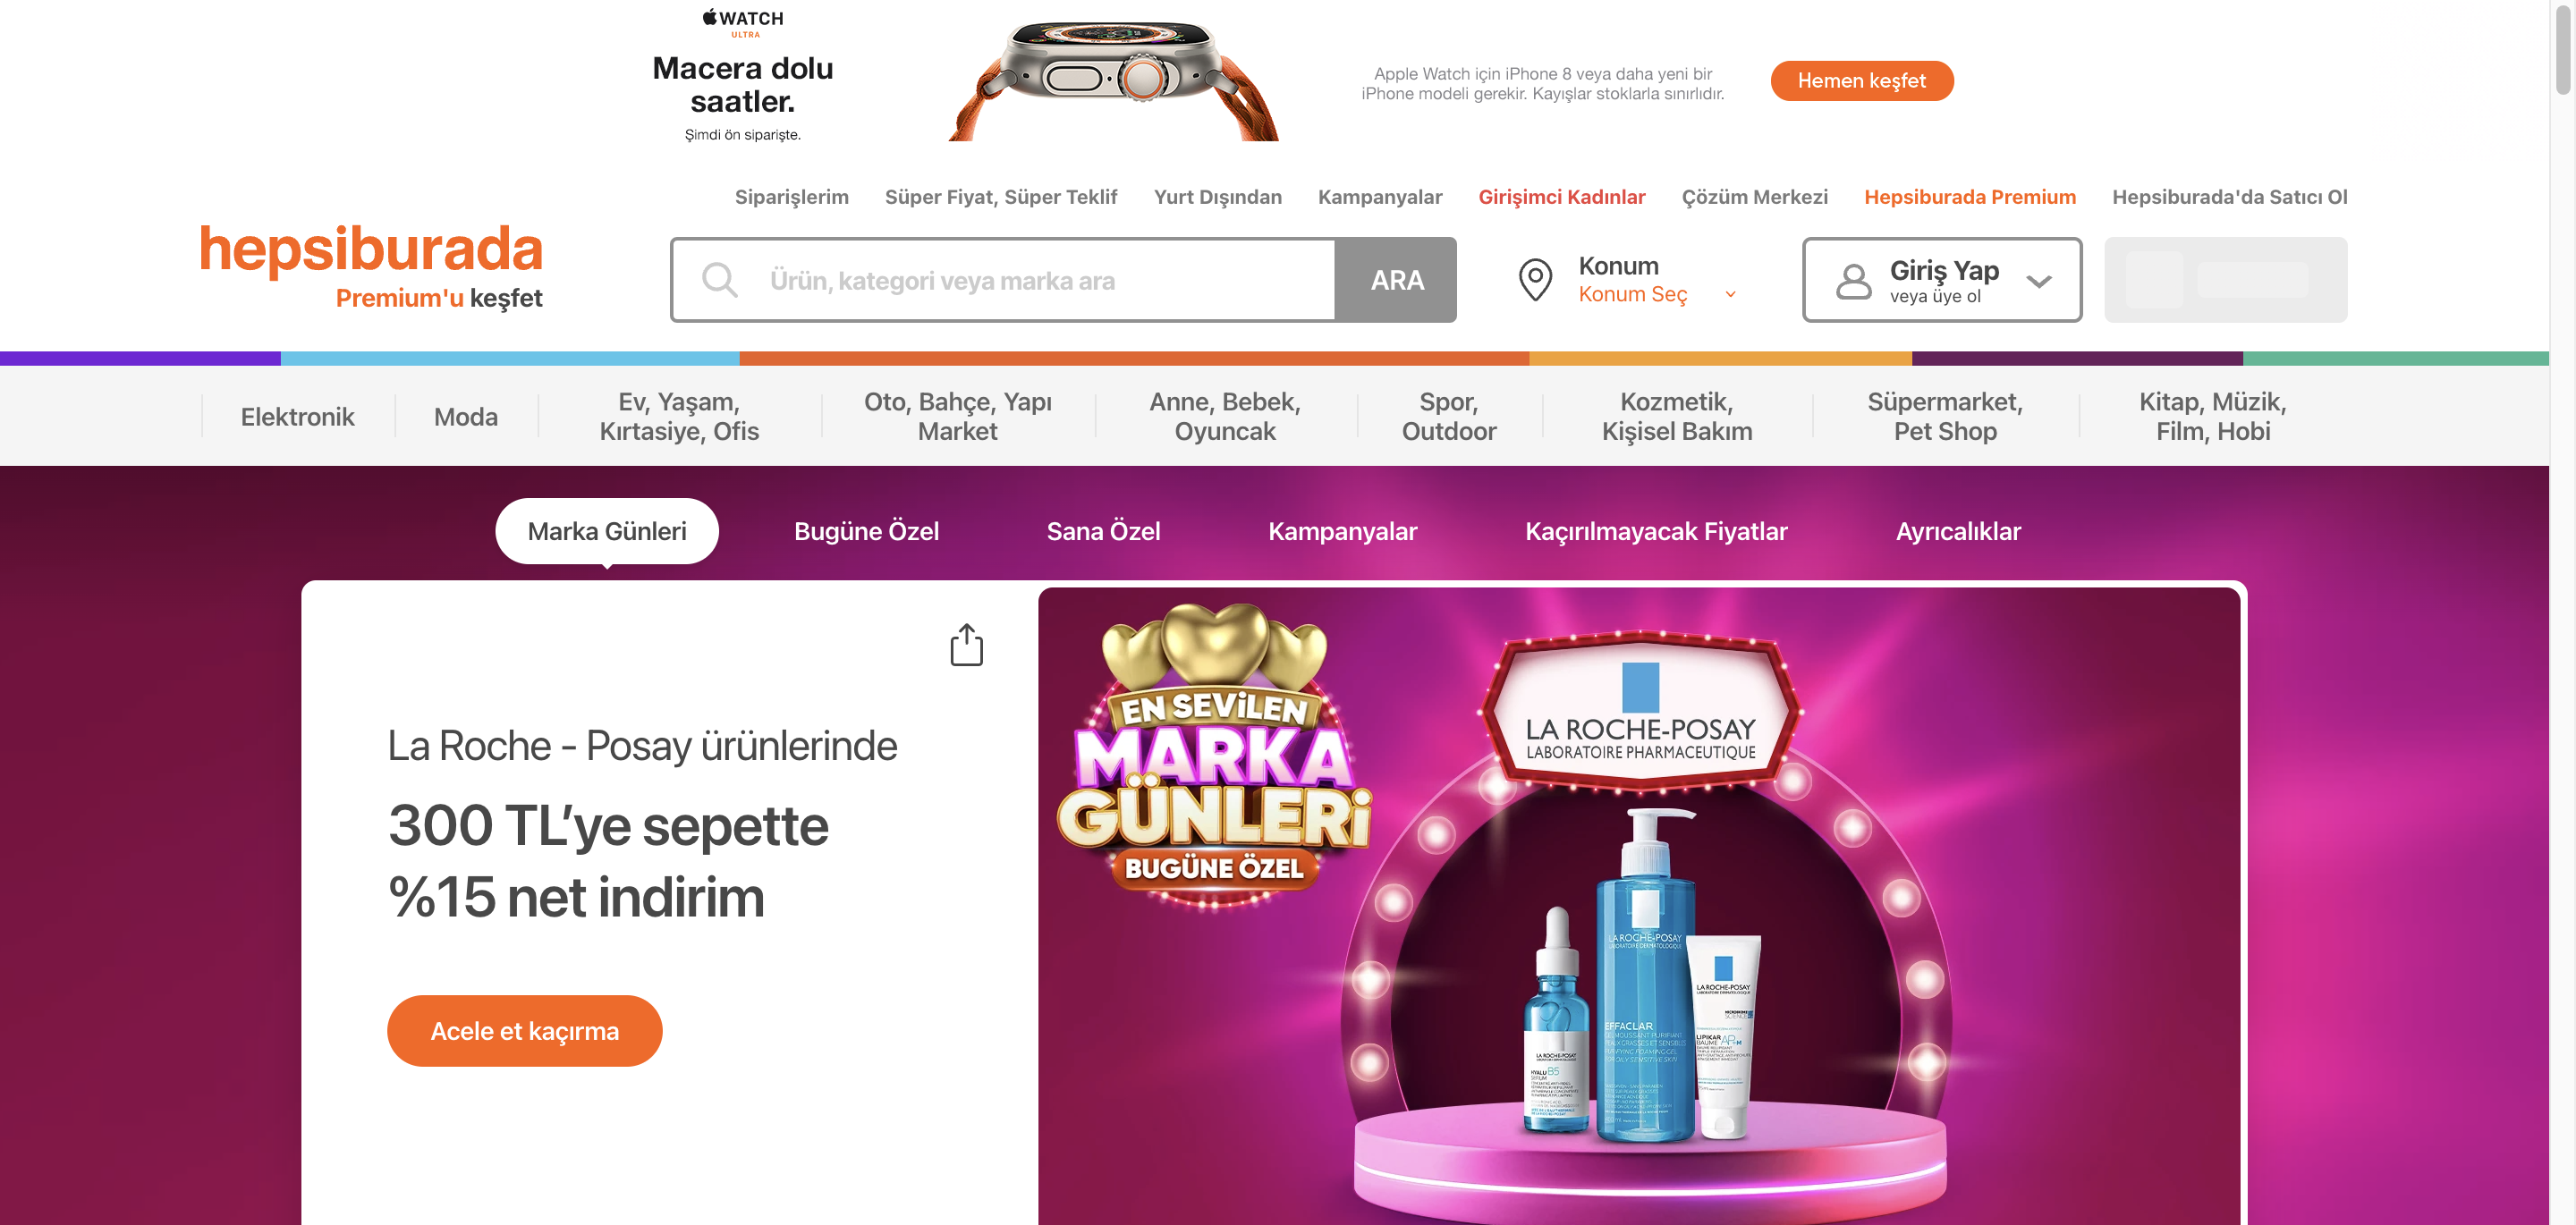 WATCH
ULTRA
Macera dolu
saatler.
Şimdi ön siparişte.
Apple Watch için iPhone 8 veya daha yeni bir
iPhone modeli gerekir. Kayışlar stoklarla sınırlıdır.
Hemen keşfet
Siparişlerim
Süper Fiyat, Süper Teklif
Yurt Dışından
Kampanyalar
Girişimci Kadınlar
Çözüm Merkezi
Hepsiburada Premium
Hepsiburada'da Satıcı Ol
hepsiburada
Premium'u keşfet
Ürün, kategori veya marka ara
ARA
Konum
Konum Seç
Giriş Yap
veya üye ol
Elektronik
Moda
Ev, Yaşam,
Kırtasiye, Ofis
Oto, Bahçe, Yapı
Market
Anne, Bebek,
Oyuncak
Spor,
Outdoor
Kozmetik,
Kişisel Bakım
Süpermarket,
Pet Shop
Kitap, Müzik,
Film, Hobi
Marka Günleri
Bugüne Özel
Sana Özel
Kampanyalar
Kaçırılmayacak Fiyatlar
Ayrıcalıklar
La Roche - Posay ürünlerinde
300 TL’ye sepette
%15 net indirim
Acele et kaçırma
EN SEVİLEN
MARKA
GÜNLERİ
BUGÜNE ÖZEL
LA ROCHE-POSAY
LABORATOIRE PHARMACEUTIQUE
LA ROCHE-POSAY
HYALU B5
SERUM
LA ROCHE-POSAY
EFFACLAR
LA ROCHE-POSAY
LIPIKAR
BAUME AP+M